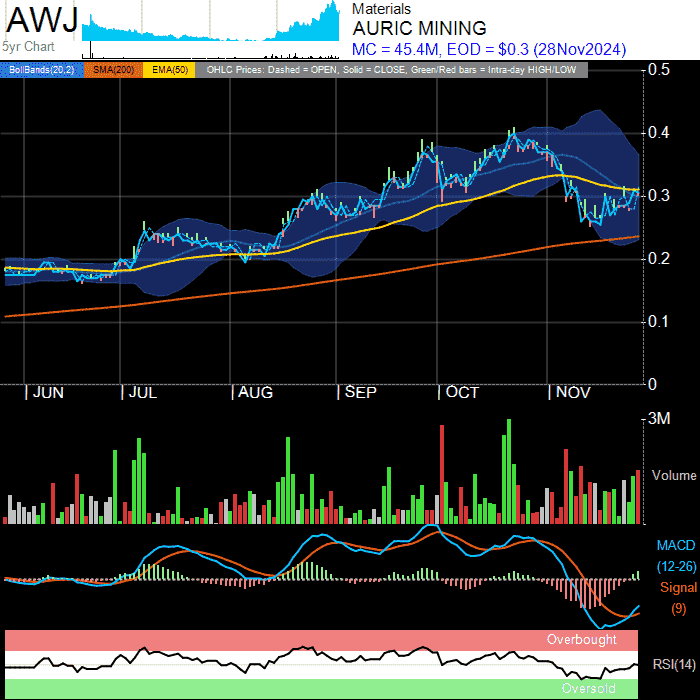 AWJ
5yr Chart
Materials
AURIC MINING
MC = 45.4M, EOD = $0.3 (28Nov2024)
BollBands(20,2) SMA(200) EMA(50) OHLC Prices: Dashed = OPEN, Solid = CLOSE, Green/Red bars = Intra-day HIGH/LOW
0.5
0.4
0.3
0.2
0.1
0
JUN JUL AUG SEP OCT NOV
3M
Volume
MACD
(12-26)
Signal
(9)
Overbought
RSI(14)
Oversold